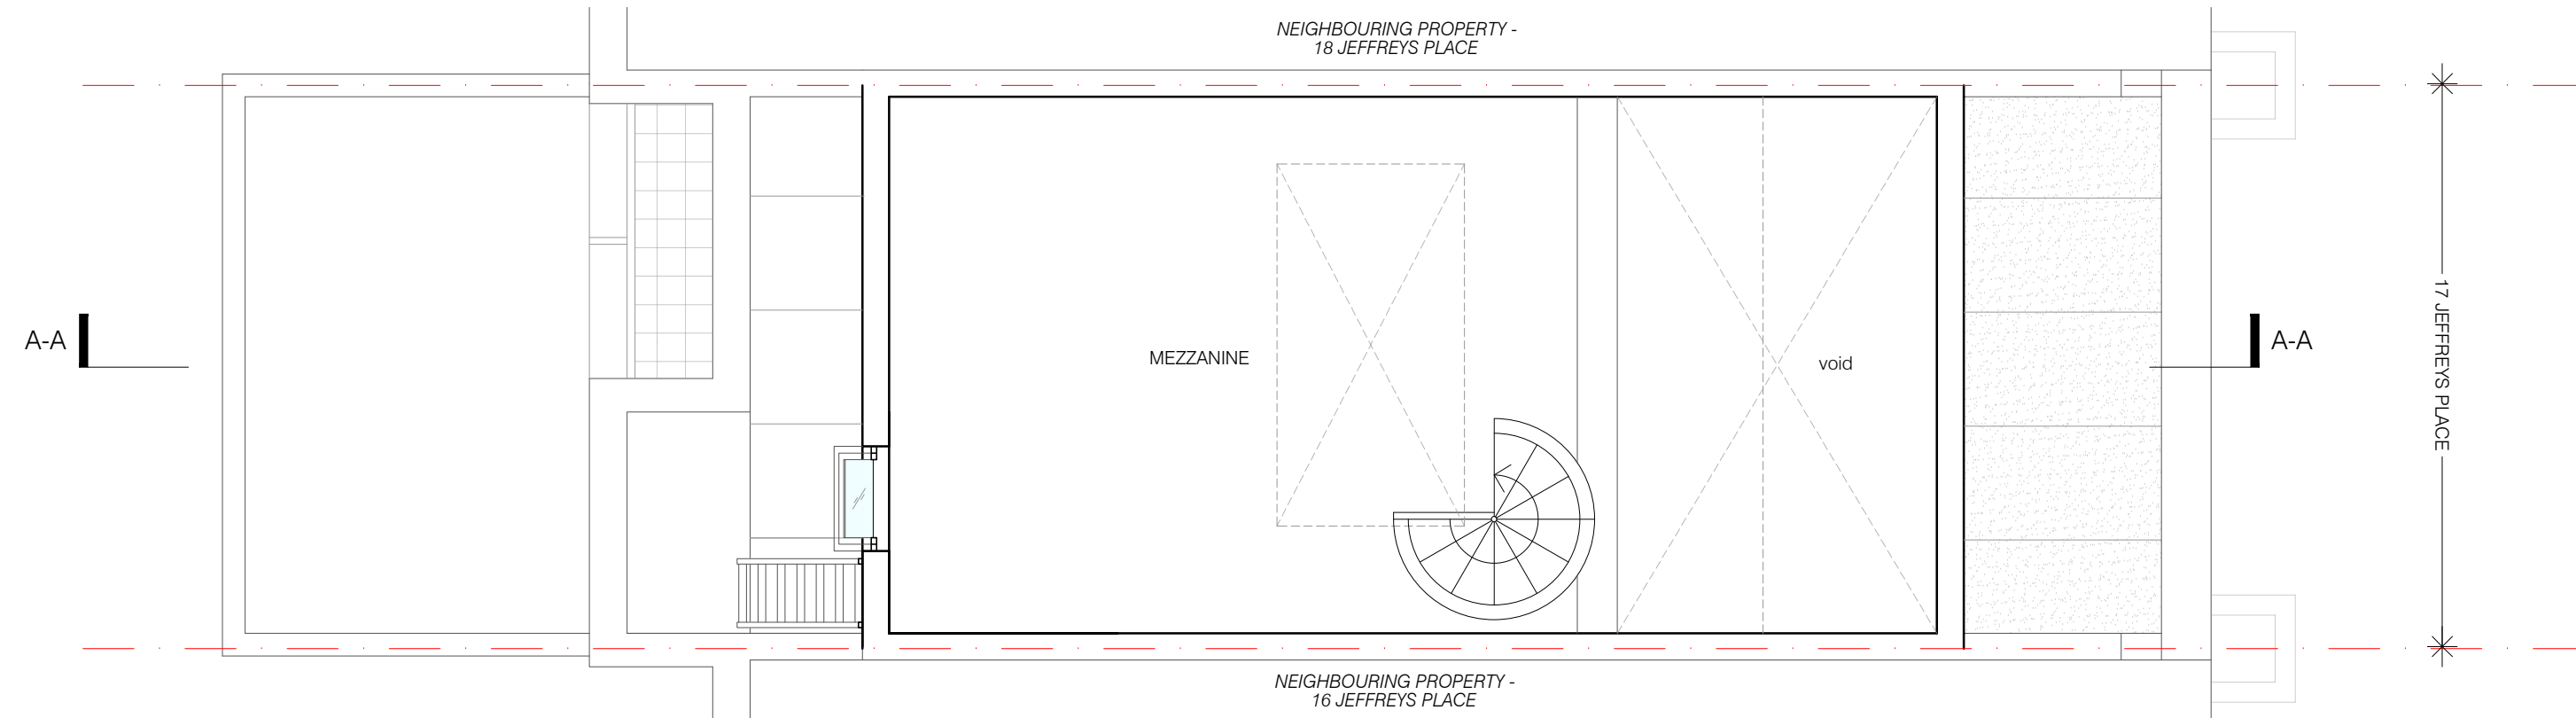 NEIGHBOURING PROPERTY -
18 JEFFREYS PLACE
A-A
MEZZANINE
void
A-A
17 JEFFREYS PLACE
NEIGHBOURING PROPERTY -
16 JEFFREYS PLACE